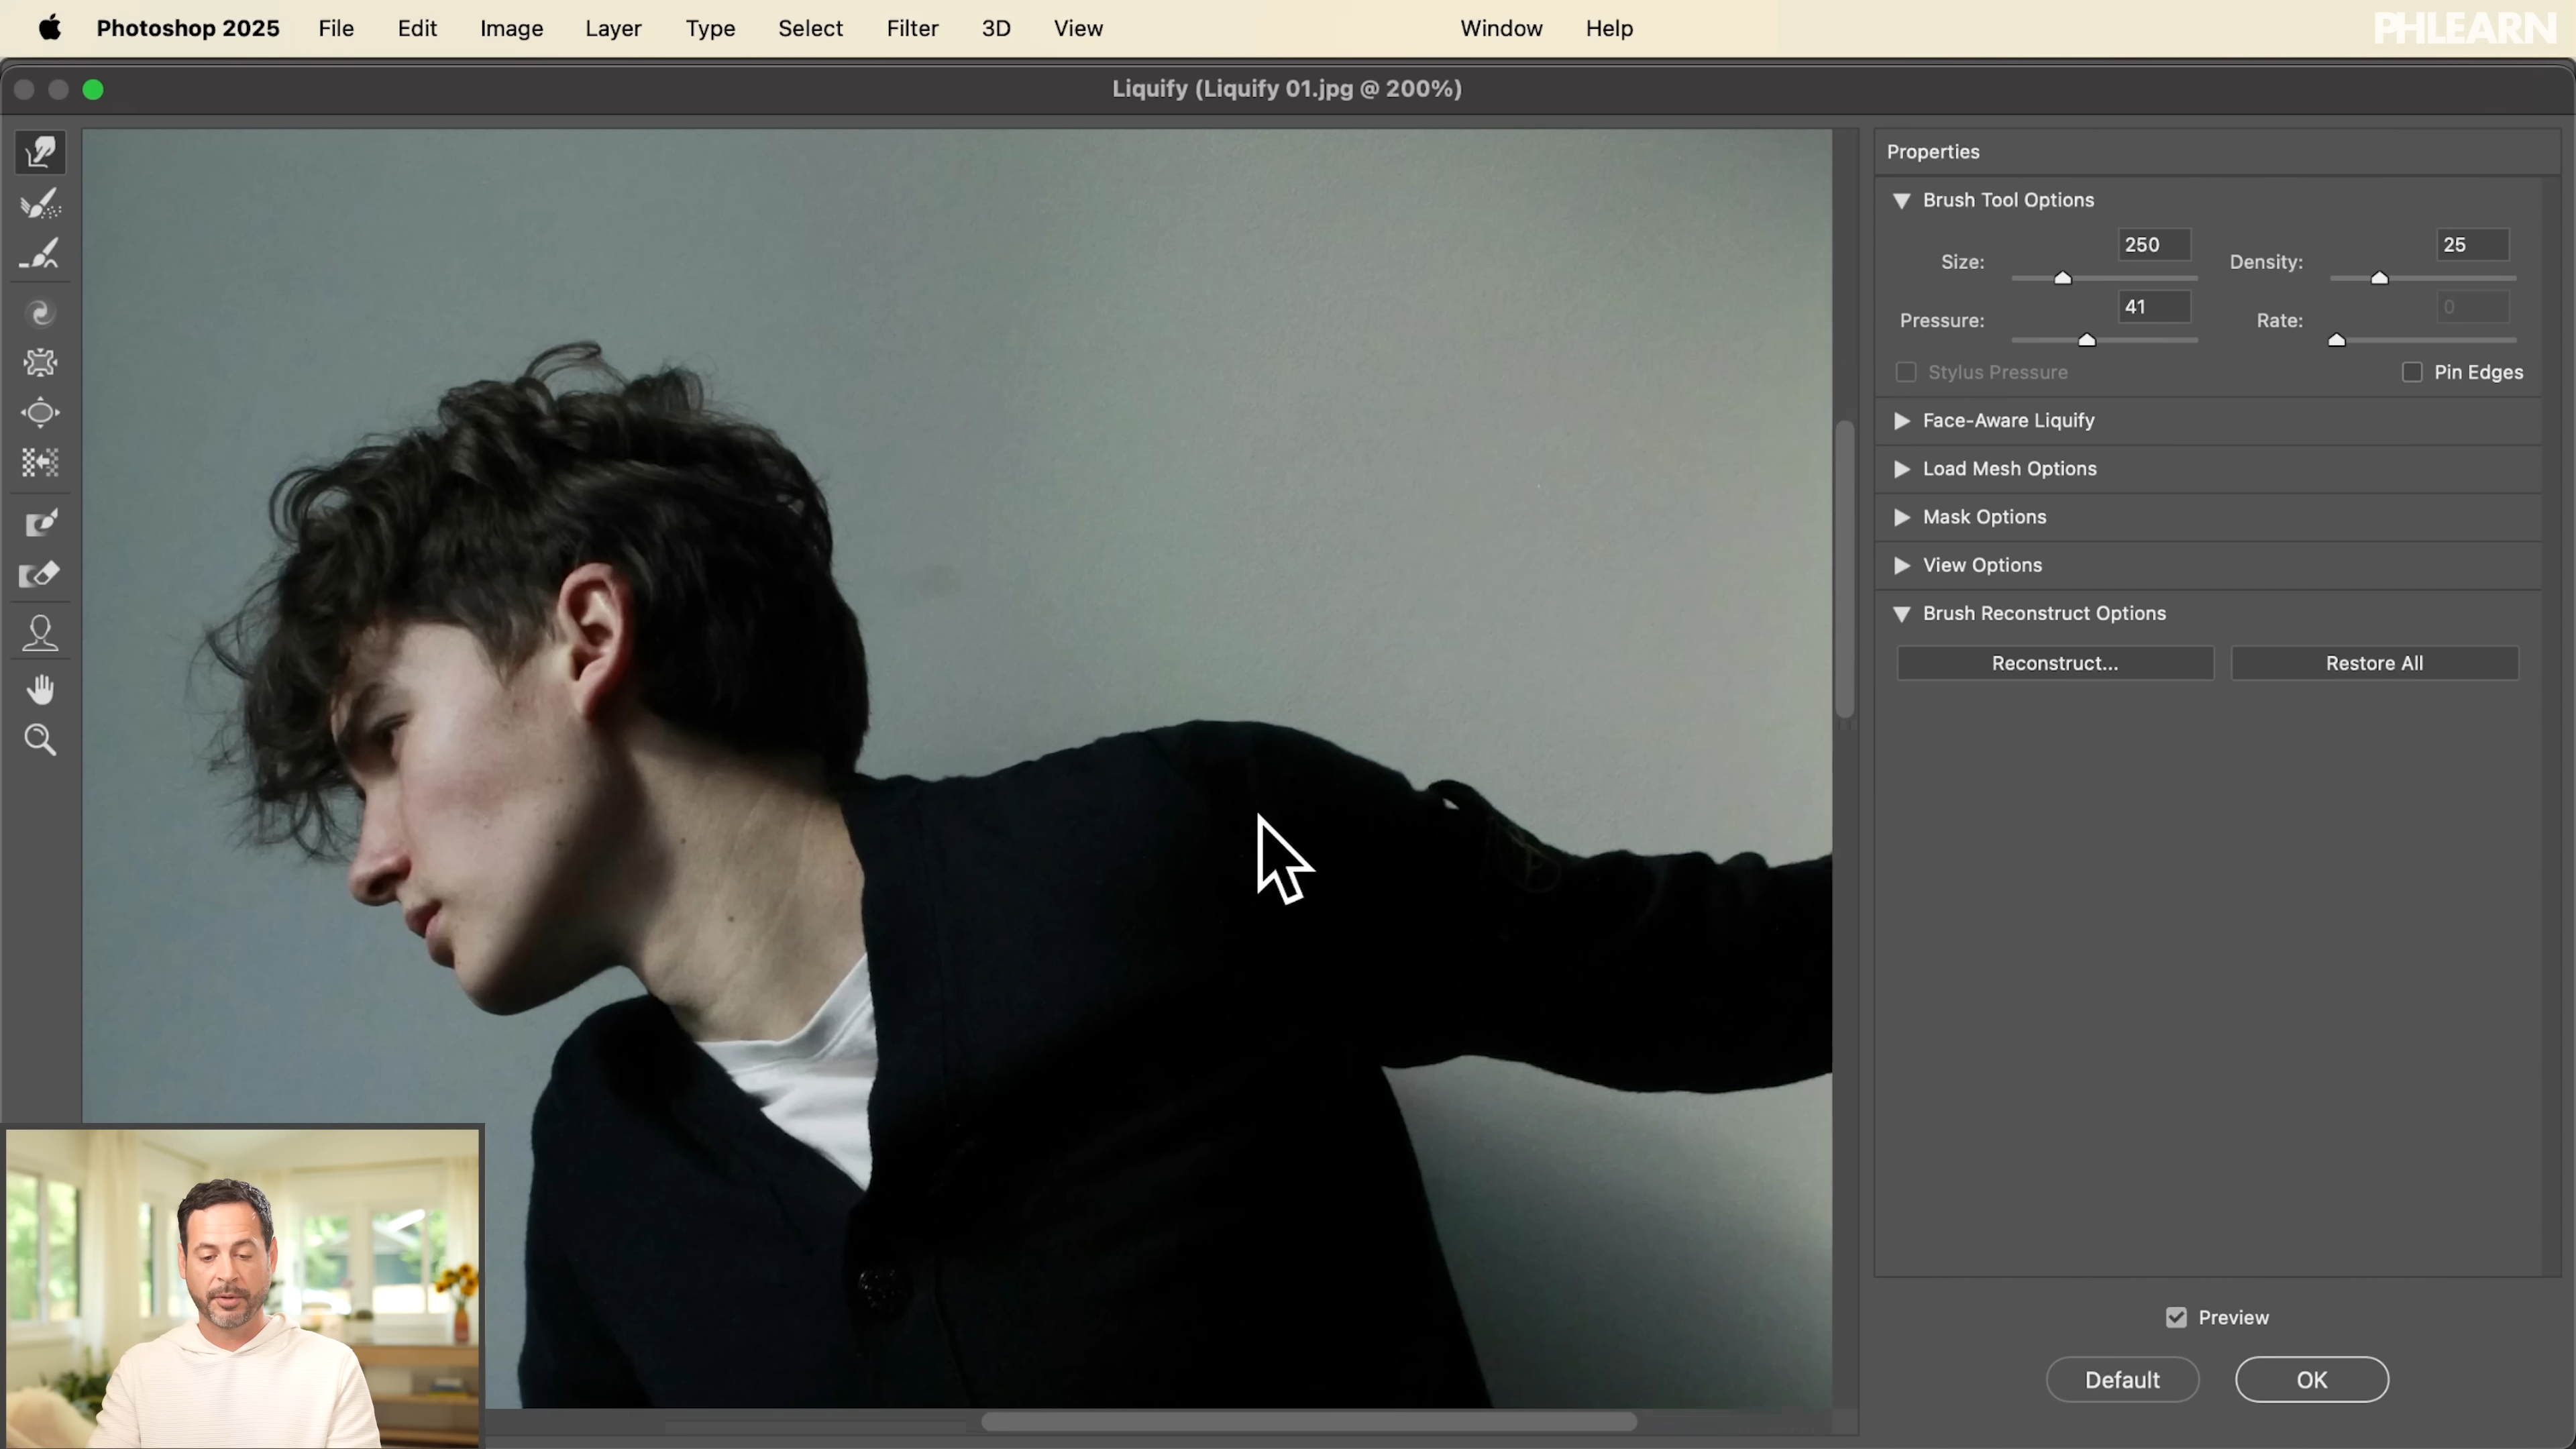 Photoshop 2025 File Edit Image Layer Type Select Filter 3D View Window Help
PHLEARN
Liquify (Liquify 01.jpg @ 200%)
Properties
Brush Tool Options
Size: 250 Density: 25
Pressure: 41 Rate: 0
Stylus Pressure Pin Edges
Face-Aware Liquify
Load Mesh Options
Mask Options
View Options
Brush Reconstruct Options
Reconstruct... Restore All
Preview
Default OK